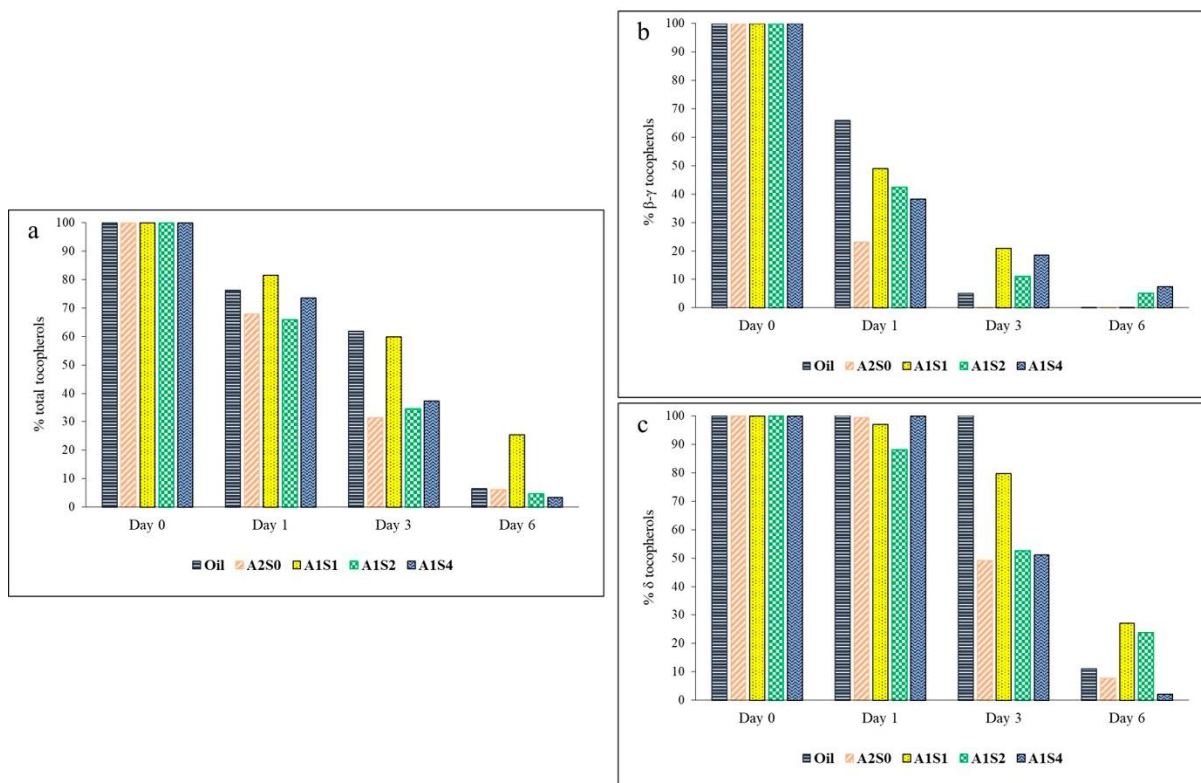 a
% total tocopherols
100
90
80
70
60
50
40
30
20
10
0
Day 0 Day 1 Day 3 Day 6
Oil A2S0 A1S1 A1S2 A1S4
b
% β-γ tocopherols
100
90
80
70
60
50
40
30
20
10
0
Day 0 Day 1 Day 3 Day 6
Oil A2S0 A1S1 A1S2 A1S4
c
% δ tocopherols
100
90
80
70
60
50
40
30
20
10
0
Day 0 Day 1 Day 3 Day 6
Oil A2S0 A1S1 A1S2 A1S4